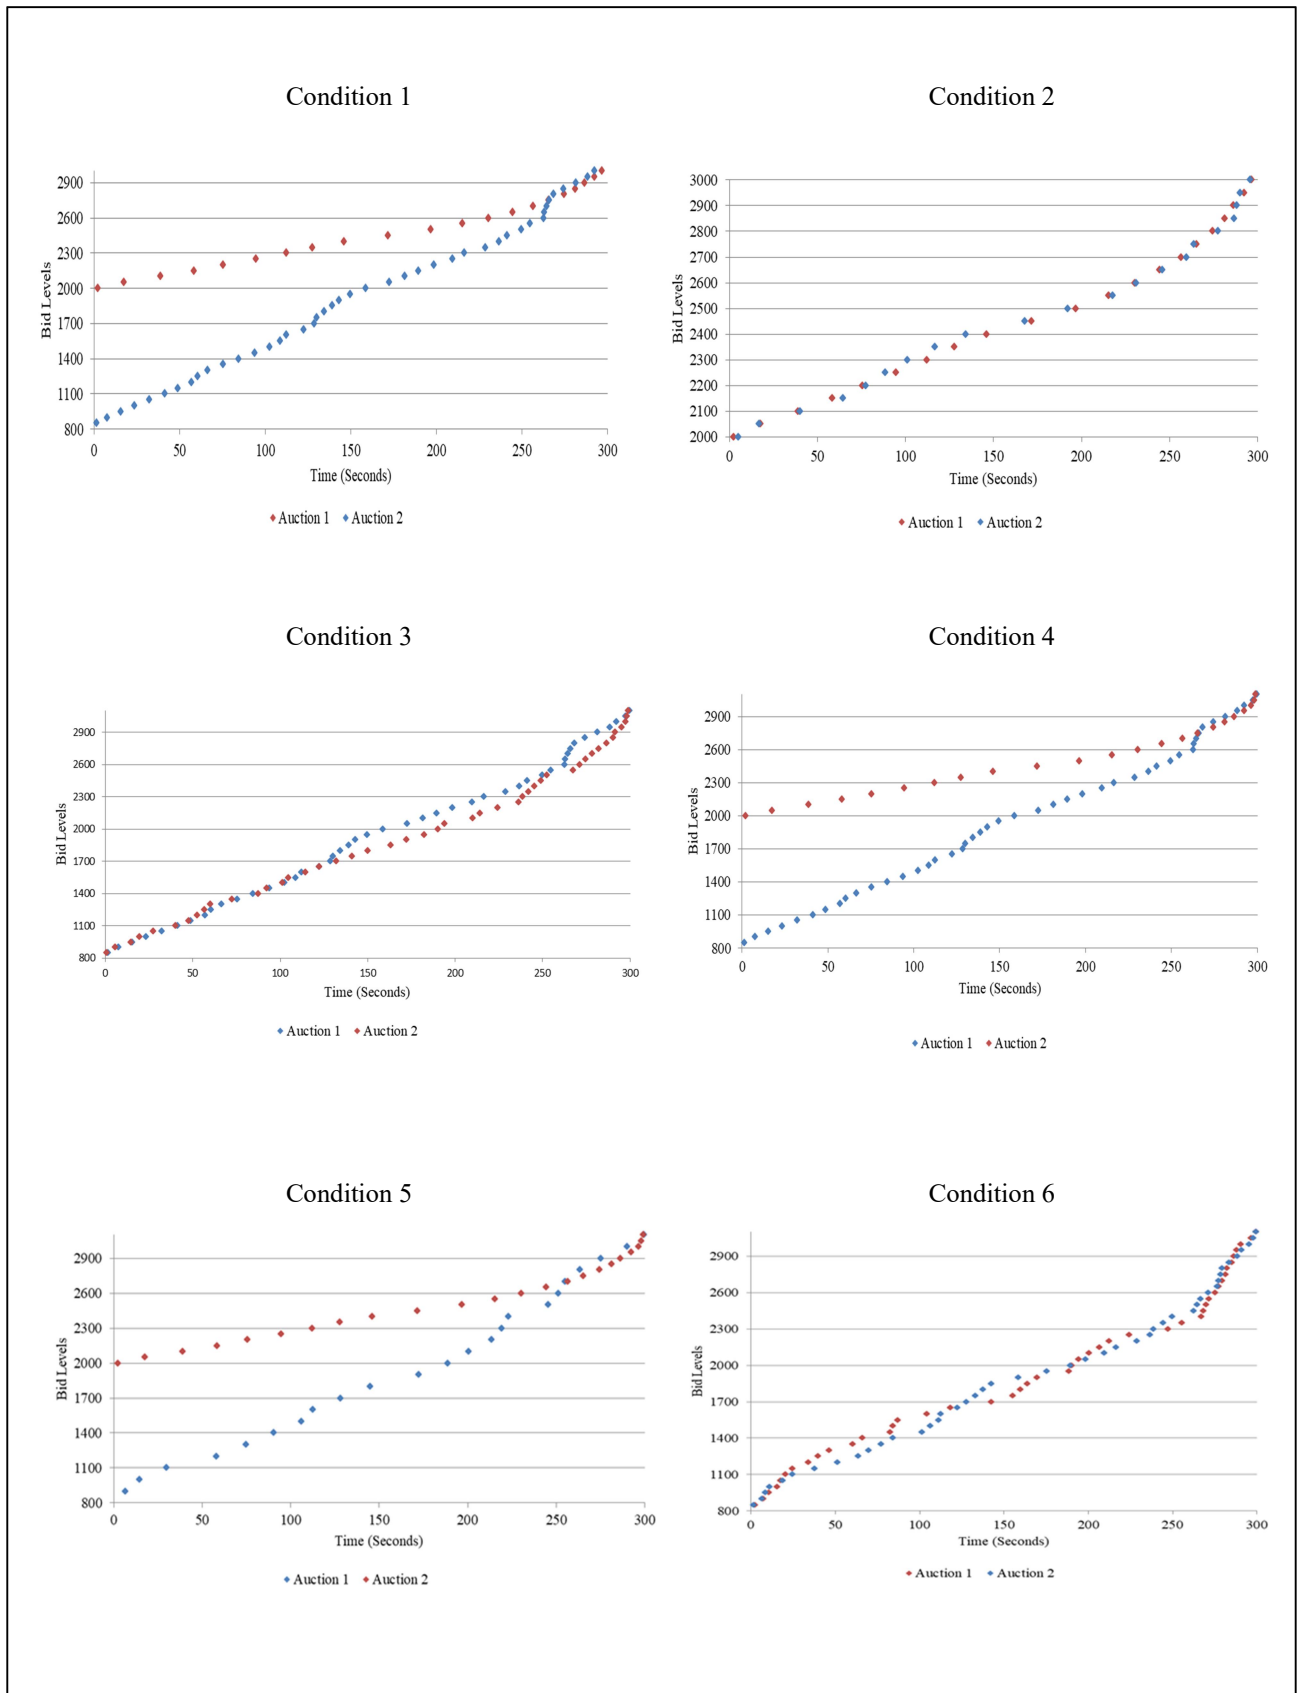 Condition 1
2900
2600
2300
2000
1700
1400
1100
800
Bid Levels
0 50 100 150 200 250 300
Time (Seconds)
Auction 1 Auction 2
Condition 2
3000
2900
2800
2700
2600
2500
2400
2300
2200
2100
2000
Bid Levels
0 50 100 150 200 250 300
Time (Seconds)
Auction 1 Auction 2
Condition 3
2900
2600
2300
2000
1700
1400
1100
800
Bid Levels
0 50 100 150 200 250 300
Time (Seconds)
Auction 1 Auction 2
Condition 4
2900
2600
2300
2000
1700
1400
1100
800
Bid Levels
0 50 100 150 200 250 300
Time (Seconds)
Auction 1 Auction 2
Condition 5
2900
2600
2300
2000
1700
1400
1100
800
Bid Levels
0 50 100 150 200 250 300
Time (Seconds)
Auction 1 Auction 2
Condition 6
2900
2600
2300
2000
1700
1400
1100
800
Bid Levels
0 50 100 150 200 250 300
Time (Seconds)
Auction 1 Auction 2